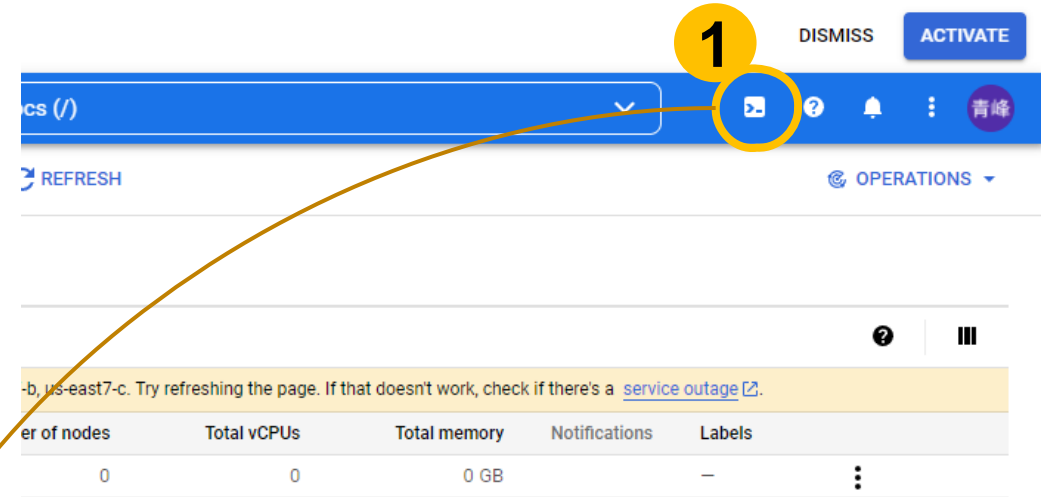 1
DISMISS
ACTIVATE
ocs (/)
青峰
REFRESH
OPERATIONS
-b, us-east7-c. Try refreshing the page. If that doesn't work, check if there's a service outage.
er of nodes Total vCPUs Total memory Notifications Labels
0 0 0 GB –